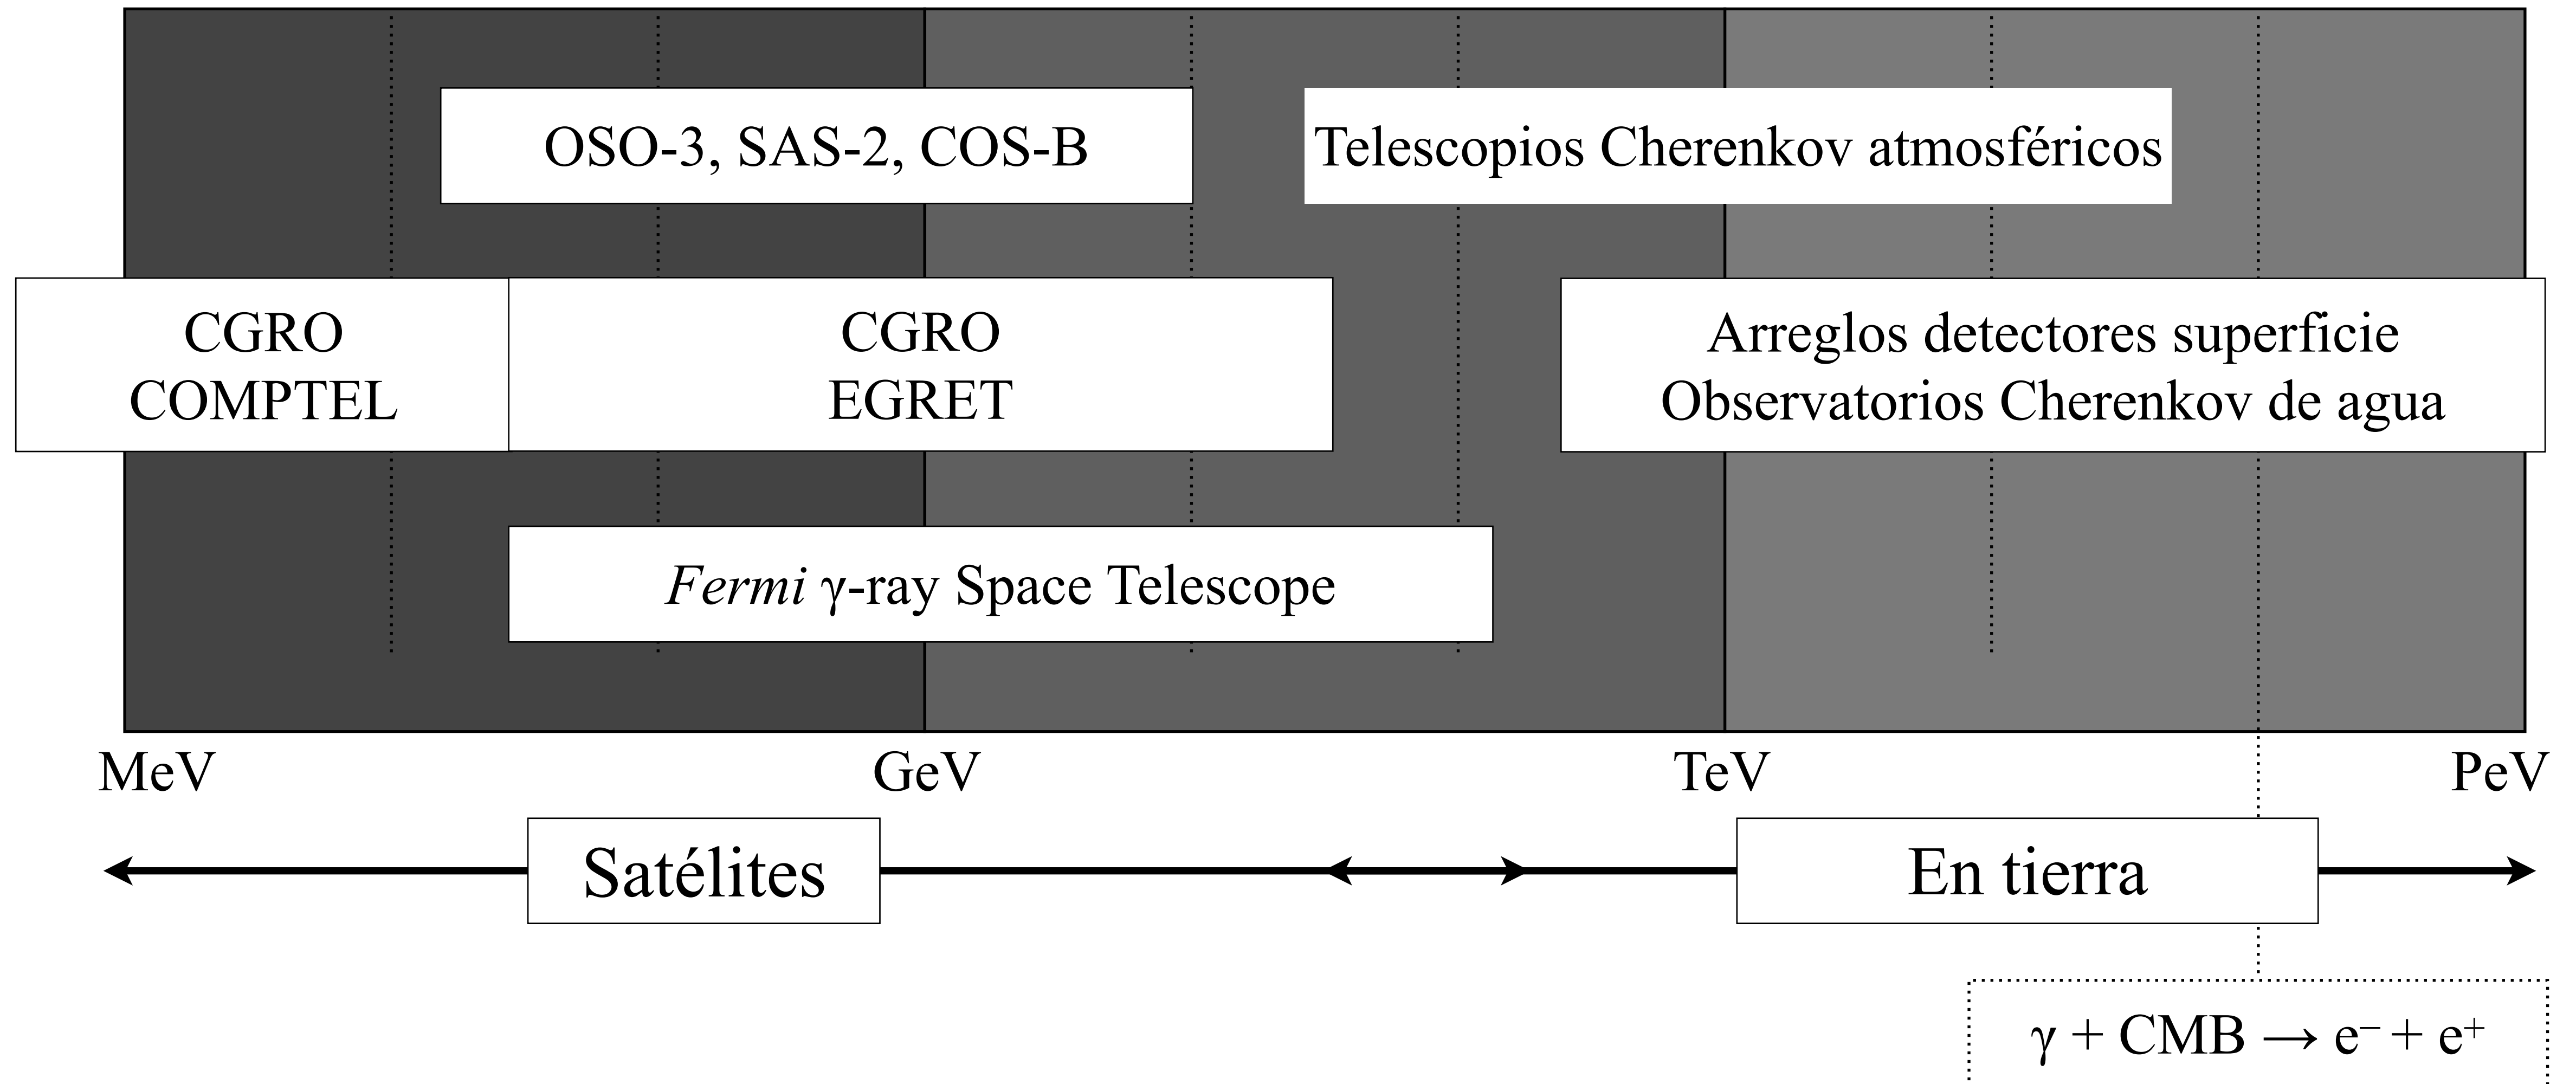 OSO-3, SAS-2, COS-B
Telescopios Cherenkov atmosféricos
CGRO
COMPTEL
CGRO
EGRET
Arreglos detectores superficie
Observatorios Cherenkov de agua
Fermi γ-ray Space Telescope
MeV
GeV
TeV
PeV
Satélites
En tierra
γ + CMB → e⁻ + e⁺